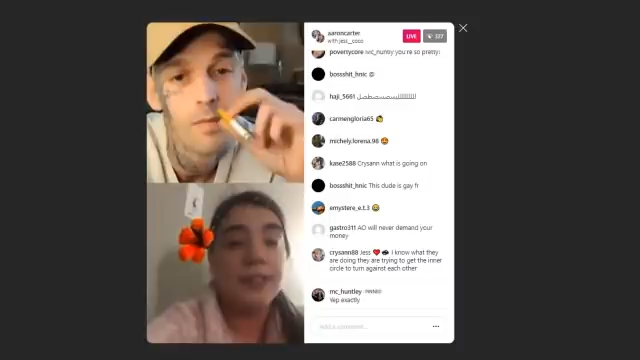 aaroncarter
with jess__coco
LIVE
327
povertycore ivc_nunny you're so pretty:
bossshit_hnic
haji_5661
carmengloria65
michely.lorena.98
kase2588 Crysann what is going on
bossshit_hnic This dude is gay fr
emystere_e.t.3
gastro311 AO will never demand your
money
crysann88 Jess I know what they
are doing they are trying to get the inner
circle to turn against each other
mc_huntley PINNED
Yep exactly
Add a comment...